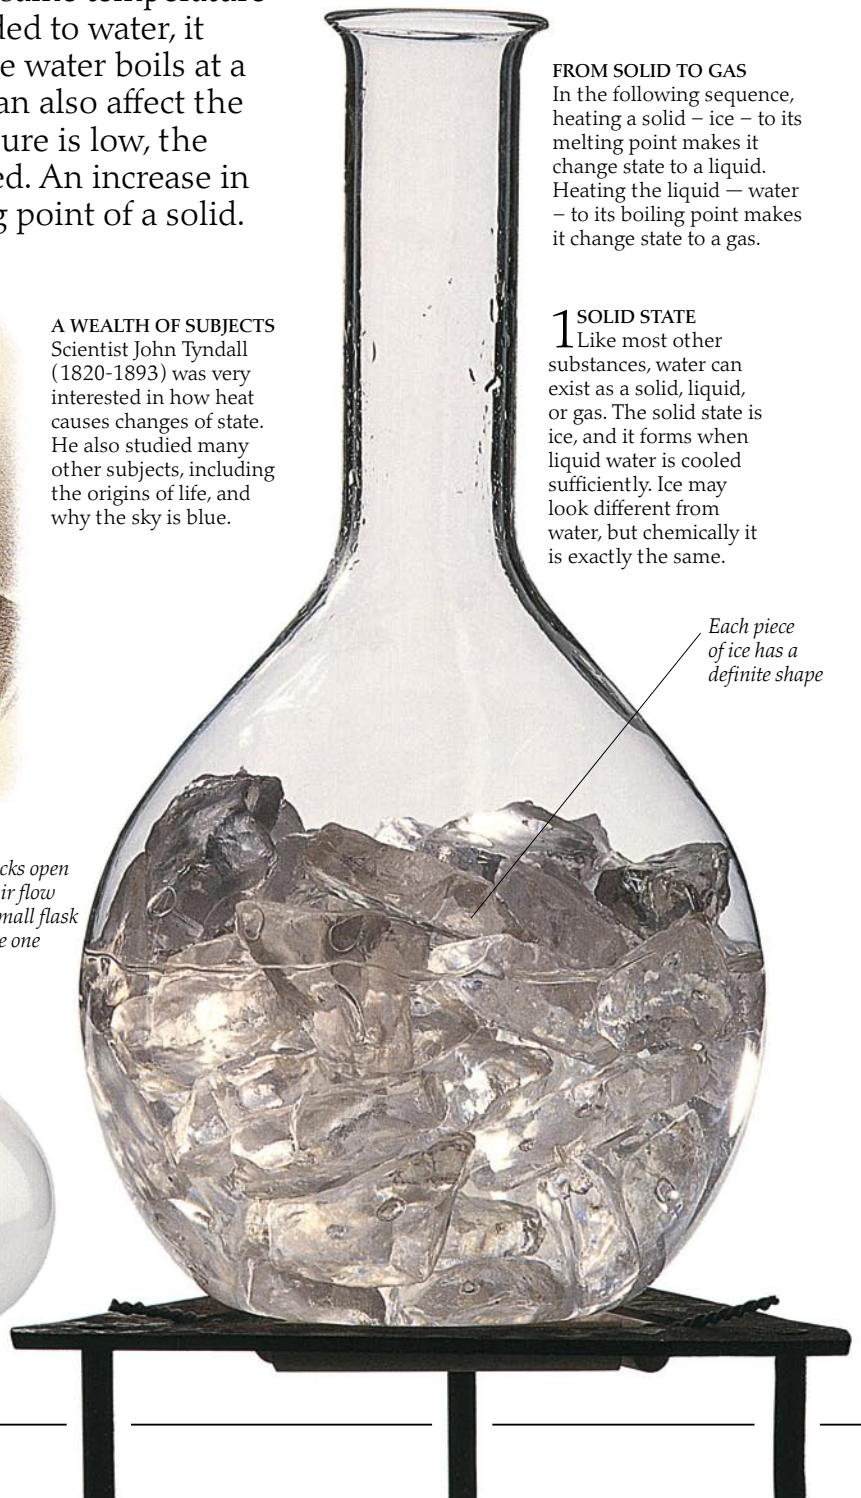 same temperature
ded to water, it
e water boils at a
an also affect the
ure is low, the
ed. An increase in
g point of a solid.
FROM SOLID TO GAS
In the following sequence,
heating a solid – ice – to its
melting point makes it
change state to a liquid.
Heating the liquid — water
– to its boiling point makes
it change state to a gas.
A WEALTH OF SUBJECTS
Scientist John Tyndall
(1820-1893) was very
interested in how heat
causes changes of state.
He also studied many
other subjects, including
the origins of life, and
why the sky is blue.
1 SOLID STATE
Like most other
substances, water can
exist as a solid, liquid,
or gas. The solid state is
ice, and it forms when
liquid water is cooled
sufficiently. Ice may
look different from
water, but chemically it
is exactly the same.
Each piece
of ice has a
definite shape
cks open
ir flow
mall flask
e one